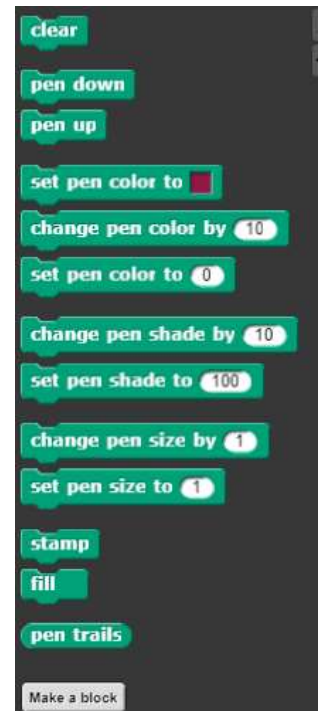 clear
pen down
pen up
set pen color to
change pen color by 10
set pen color to 0
change pen shade by 10
set pen shade to 100
change pen size by 1
set pen size to 1
stamp
fill
pen trails
Make a block